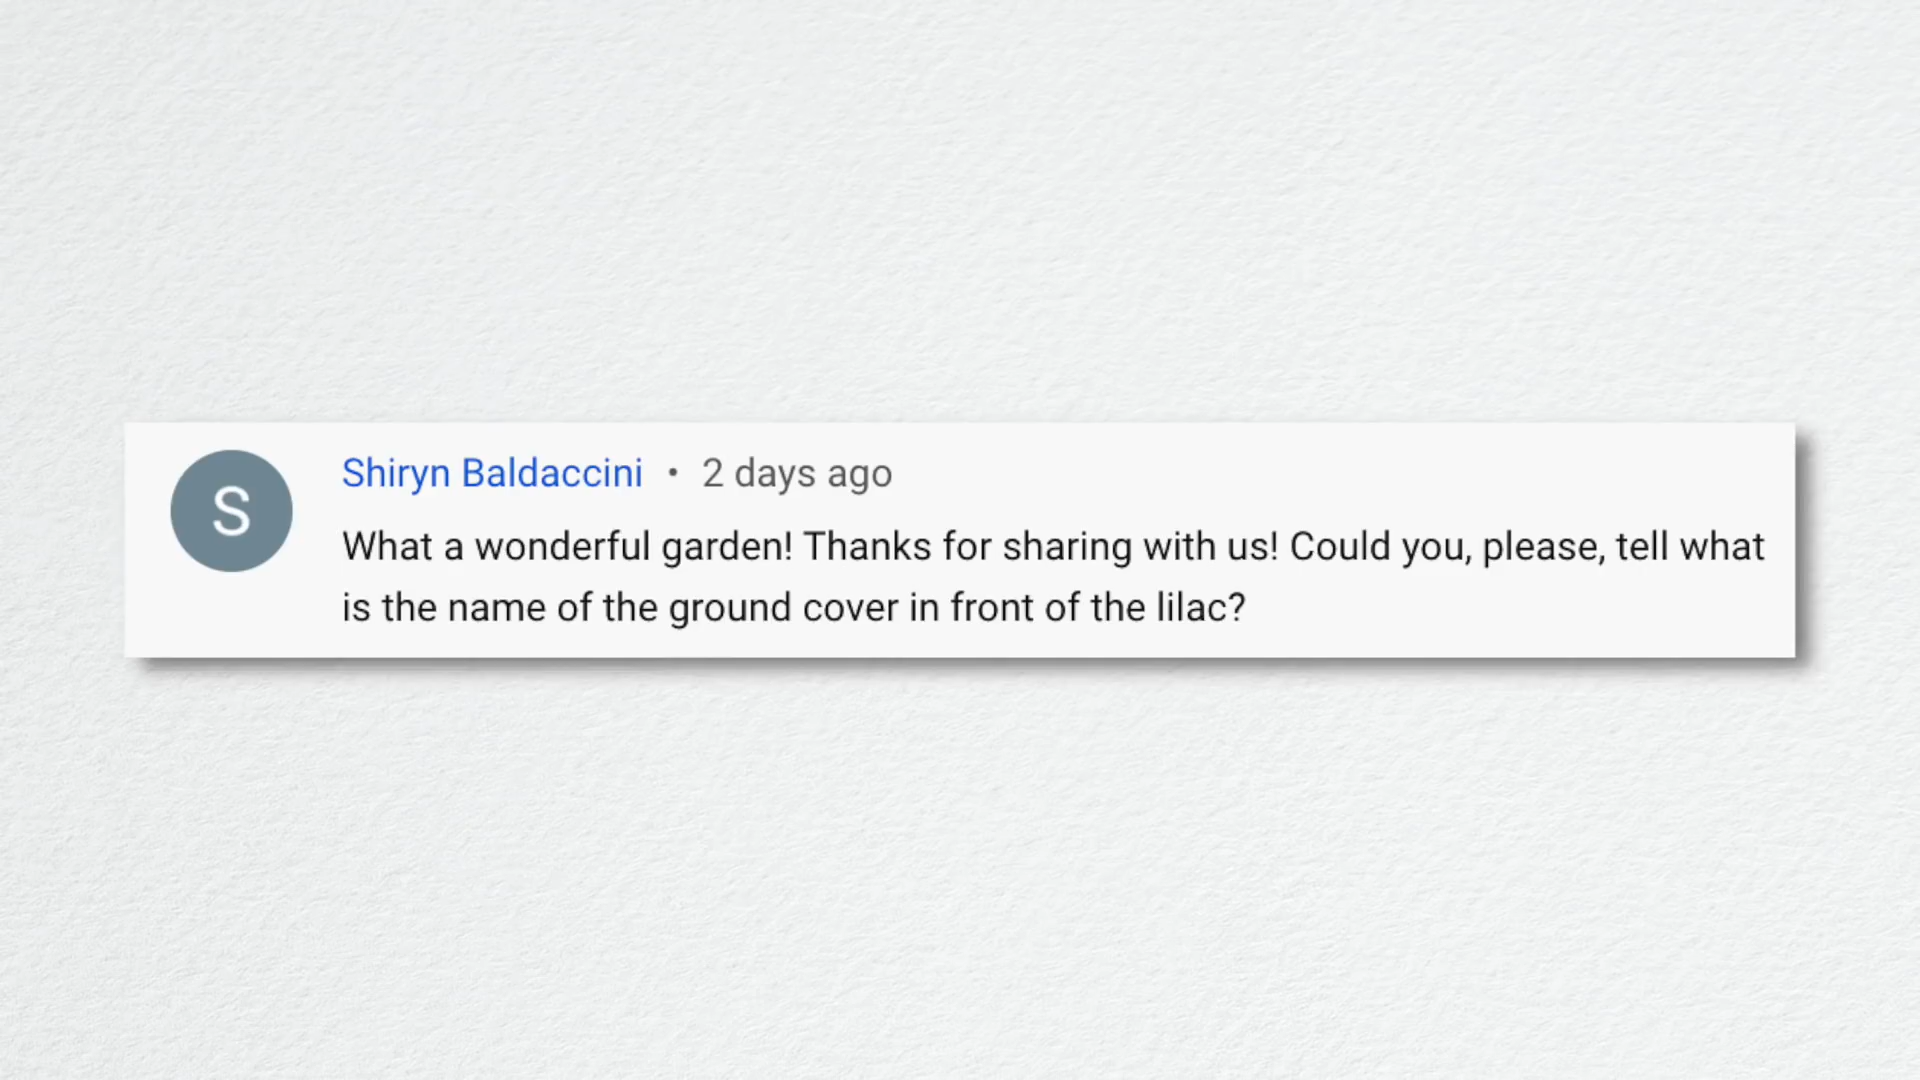 S
Shiryn Baldaccini • 2 days ago
What a wonderful garden! Thanks for sharing with us! Could you, please, tell what
is the name of the ground cover in front of the lilac?